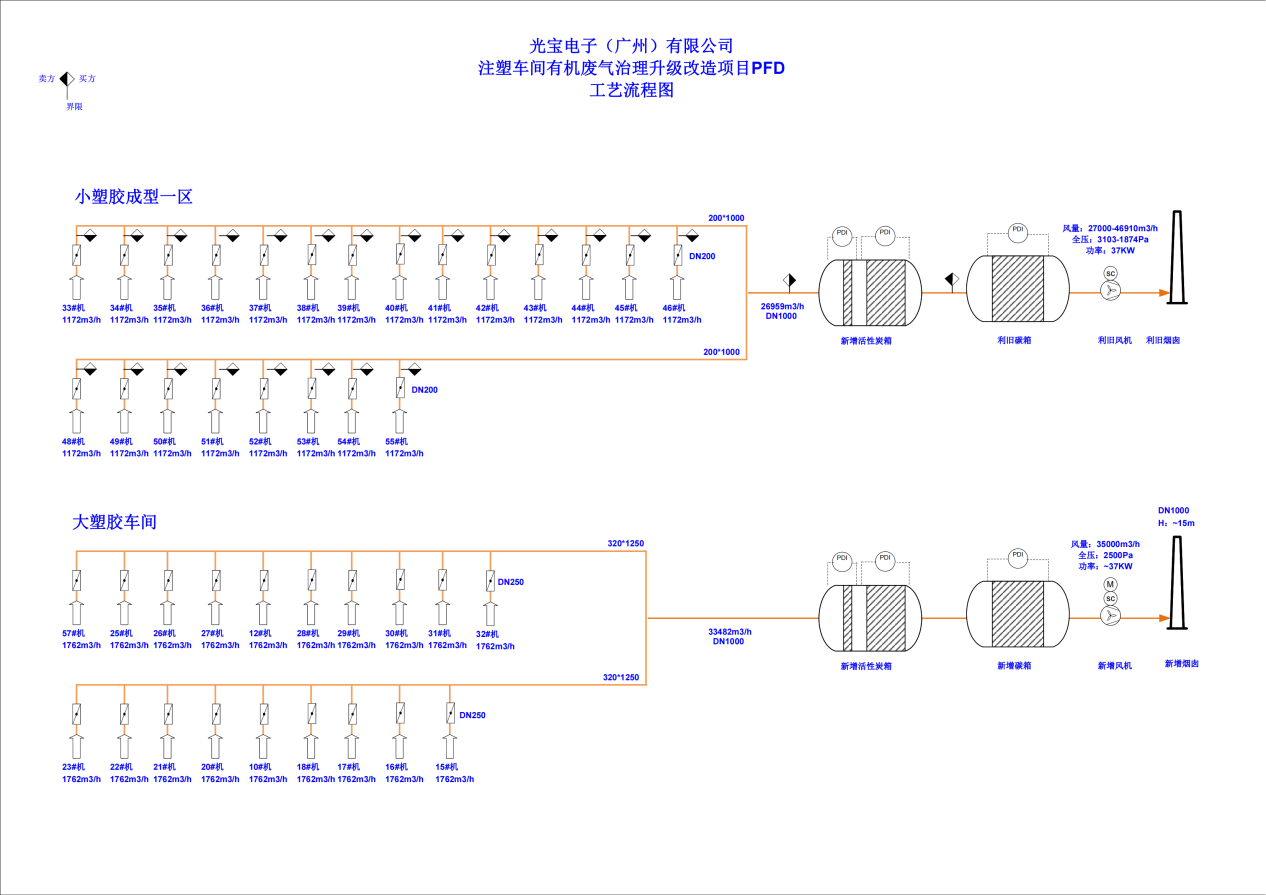 光宝电子（广州）有限公司
注塑车间有机废气治理升级改造项目PFD
工艺流程图
卖方 买方
界限
小塑胶成型一区
200*1000
DN200
33#机 34#机 35#机 36#机 37#机 38#机 39#机 40#机 41#机 42#机 43#机 44#机 45#机 46#机
1172m3/h 1172m3/h 1172m3/h 1172m3/h 1172m3/h 1172m3/h 1172m3/h 1172m3/h 1172m3/h 1172m3/h 1172m3/h 1172m3/h 1172m3/h 1172m3/h
26959m3/h
DN1000
PDI PDI PDI
风量：27000-46910m3/h
全压：3103-1874Pa
功率：37KW
SC
新增活性炭箱 利旧碳箱 利旧风机 利旧烟囱
200*1000
DN200
48#机 49#机 50#机 51#机 52#机 53#机 54#机 55#机
1172m3/h 1172m3/h 1172m3/h 1172m3/h 1172m3/h 1172m3/h 1172m3/h 1172m3/h
大塑胶车间
320*1250
DN250
57#机 25#机 26#机 27#机 12#机 28#机 29#机 30#机 31#机 32#机
1762m3/h 1762m3/h 1762m3/h 1762m3/h 1762m3/h 1762m3/h 1762m3/h 1762m3/h 1762m3/h 1762m3/h
33482m3/h
DN1000
PDI PDI PDI
DN1000
H：~15m
风量：35000m3/h
全压：2500Pa
功率：~37KW
M
SC
新增活性炭箱 新增碳箱 新增风机 新增烟囱
320*1250
DN250
23#机 22#机 21#机 20#机 10#机 18#机 17#机 16#机 15#机
1762m3/h 1762m3/h 1762m3/h 1762m3/h 1762m3/h 1762m3/h 1762m3/h 1762m3/h 1762m3/h